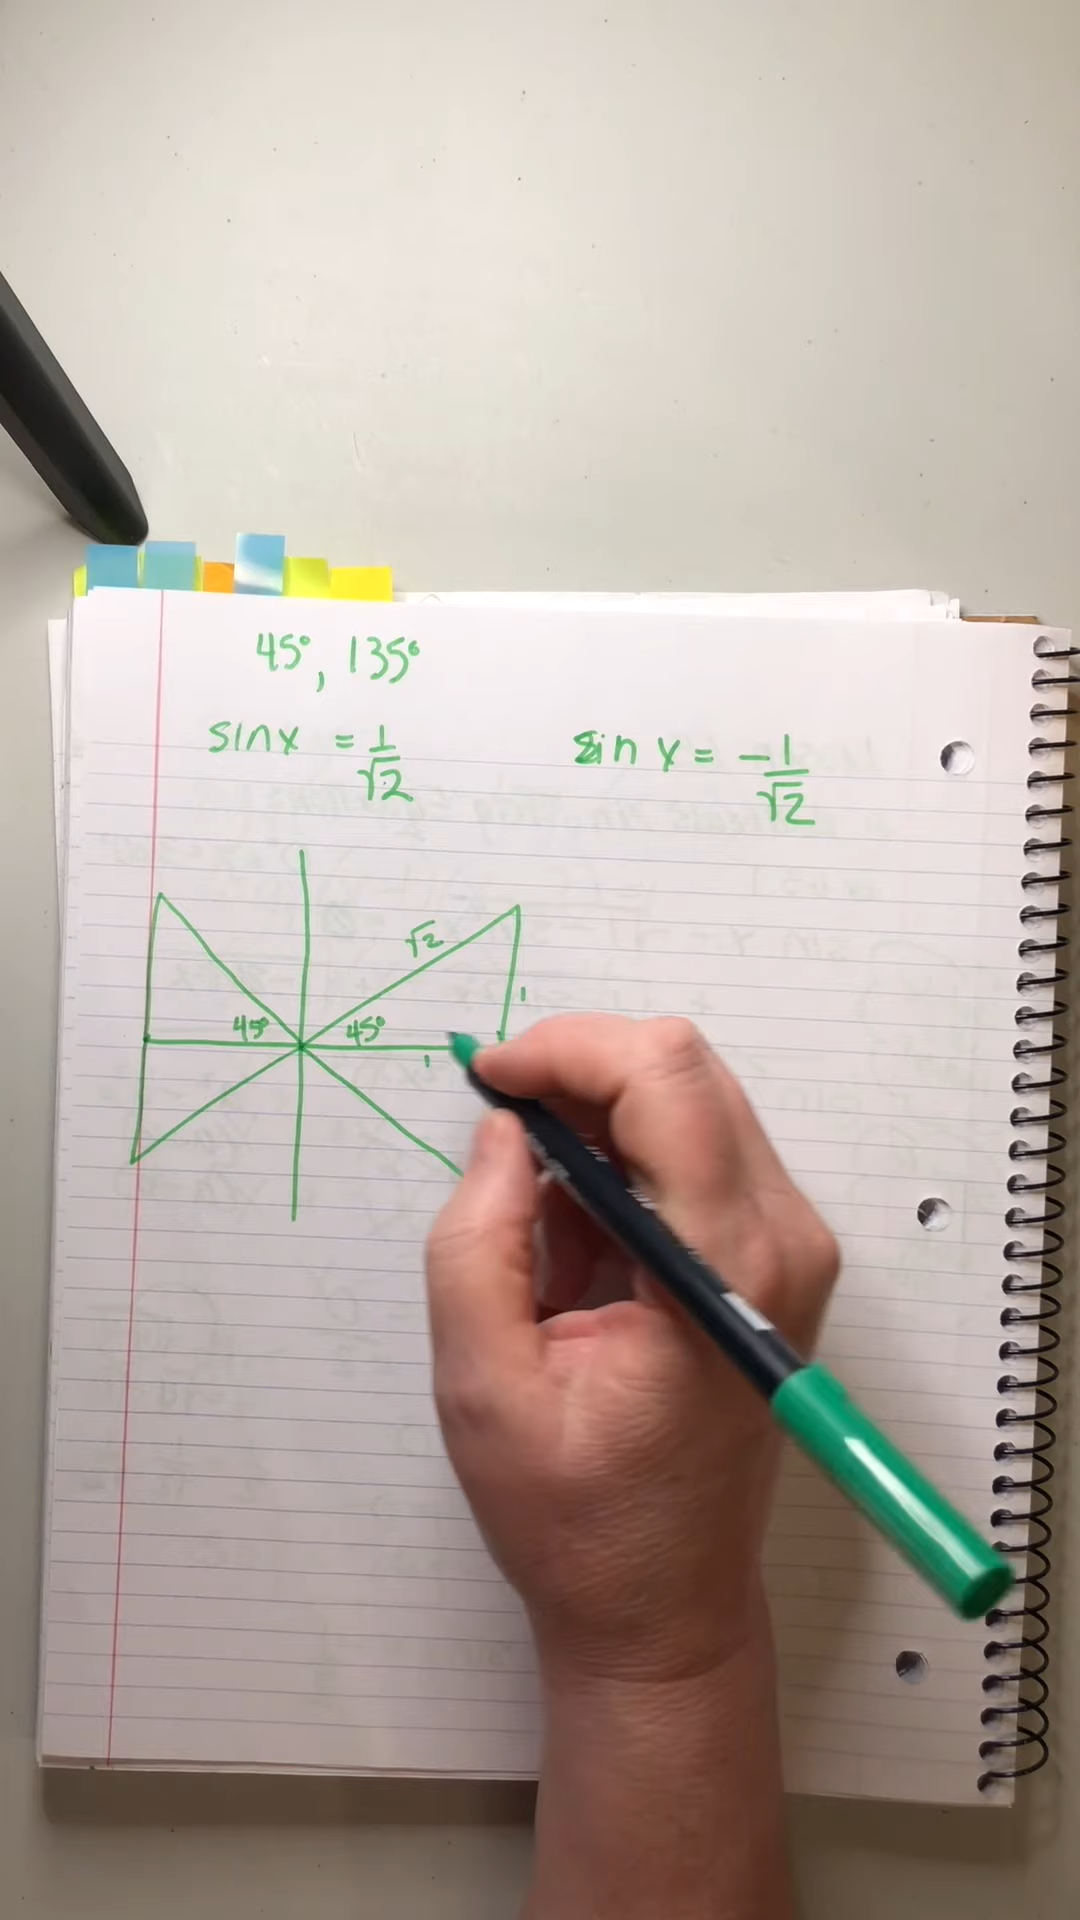 45°, 135°
sin x = 1/√2
sin x = -1/√2
√2
1
45° 45°
1